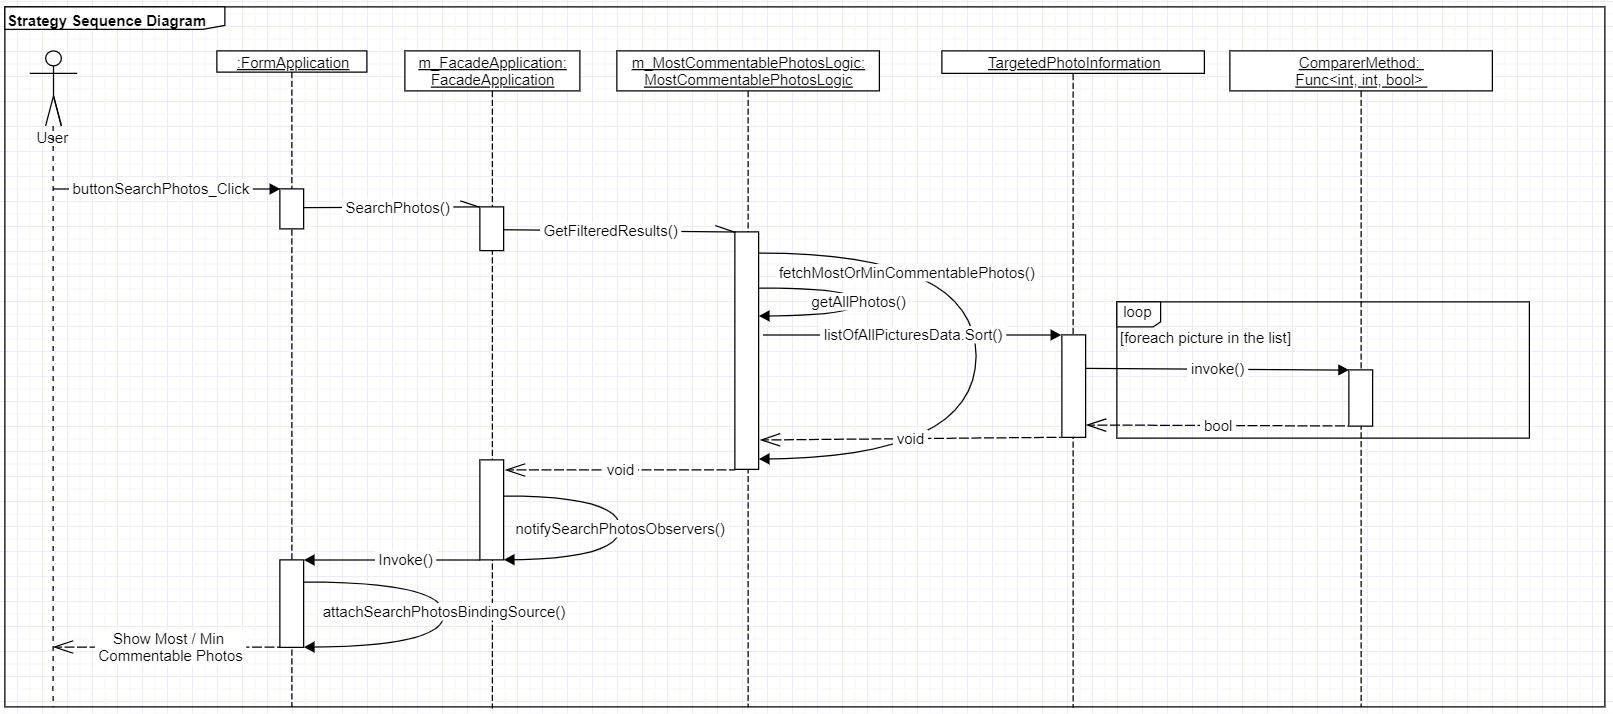 Strategy Sequence Diagram
:FormApplication
m_FacadeApplication:
FacadeApplication
m_MostCommentablePhotosLogic:
MostCommentablePhotosLogic
TargetedPhotoInformation
ComparerMethod:
Func<int, int, bool>
User
buttonSearchPhotos_Click
SearchPhotos()
GetFilteredResults()
fetchMostOrMinCommentablePhotos()
getAllPhotos()
loop
listOfAllPicturesData.Sort()
[foreach picture in the list]
invoke()
bool
void
void
notifySearchPhotosObservers()
Invoke()
attachSearchPhotosBindingSource()
Show Most / Min
Commentable Photos